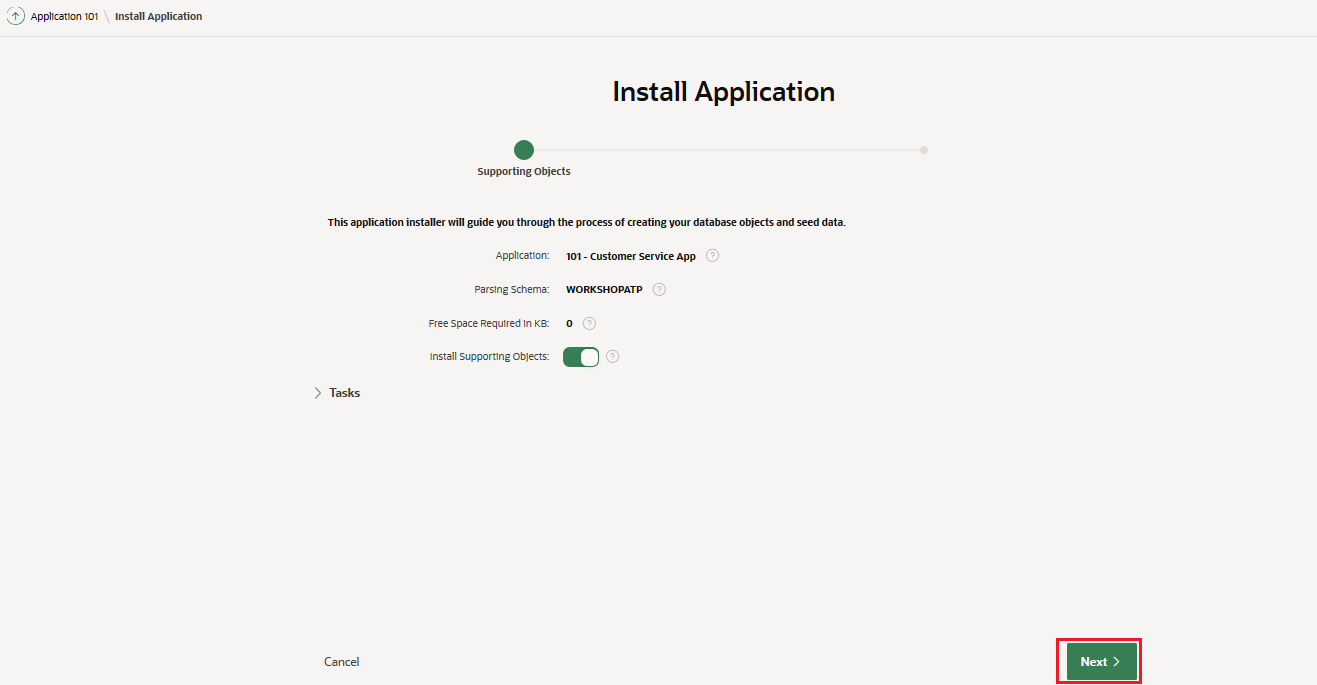 Application 101 \ Install Application
Install Application
Supporting Objects
This application installer will guide you through the process of creating your database objects and seed data.
Application: 101 - Customer Service App ?
Parsing Schema: WORKSHOPATP ?
Free Space Required in KB: 0 ?
Install Supporting Objects: ?
Tasks
Cancel
Next